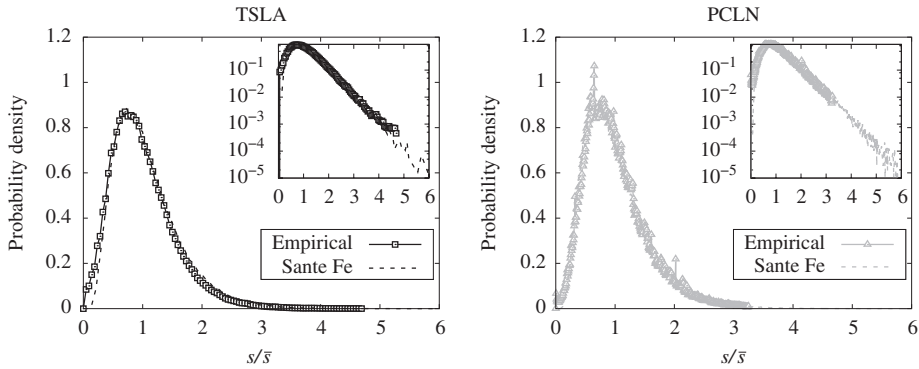 TSLA
1.2
1
0.8
0.6
0.4
0.2
0
0 1 2 3 4 5 6
Probability density
s/s̄
10⁻¹
10⁻²
10⁻³
10⁻⁴
10⁻⁵
0 1 2 3 4 5 6
Empirical
Sante Fe
PCLN
1.2
1
0.8
0.6
0.4
0.2
0
0 1 2 3 4 5 6
Probability density
s/s̄
10⁻¹
10⁻²
10⁻³
10⁻⁴
10⁻⁵
0 1 2 3 4 5 6
Empirical
Sante Fe